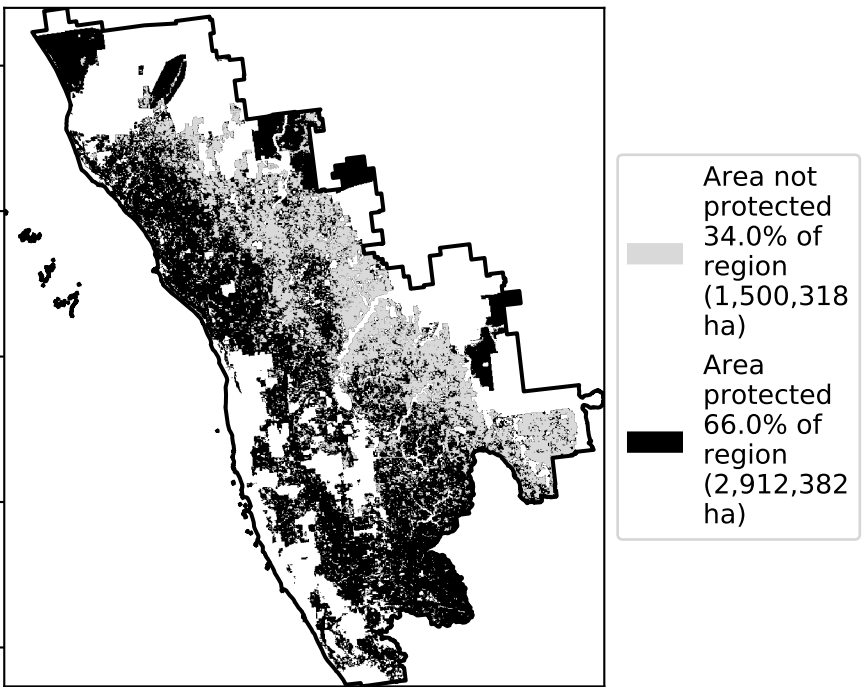 Area not
protected
34.0% of
region
(1,500,318
ha)
Area
protected
66.0% of
region
(2,912,382
ha)